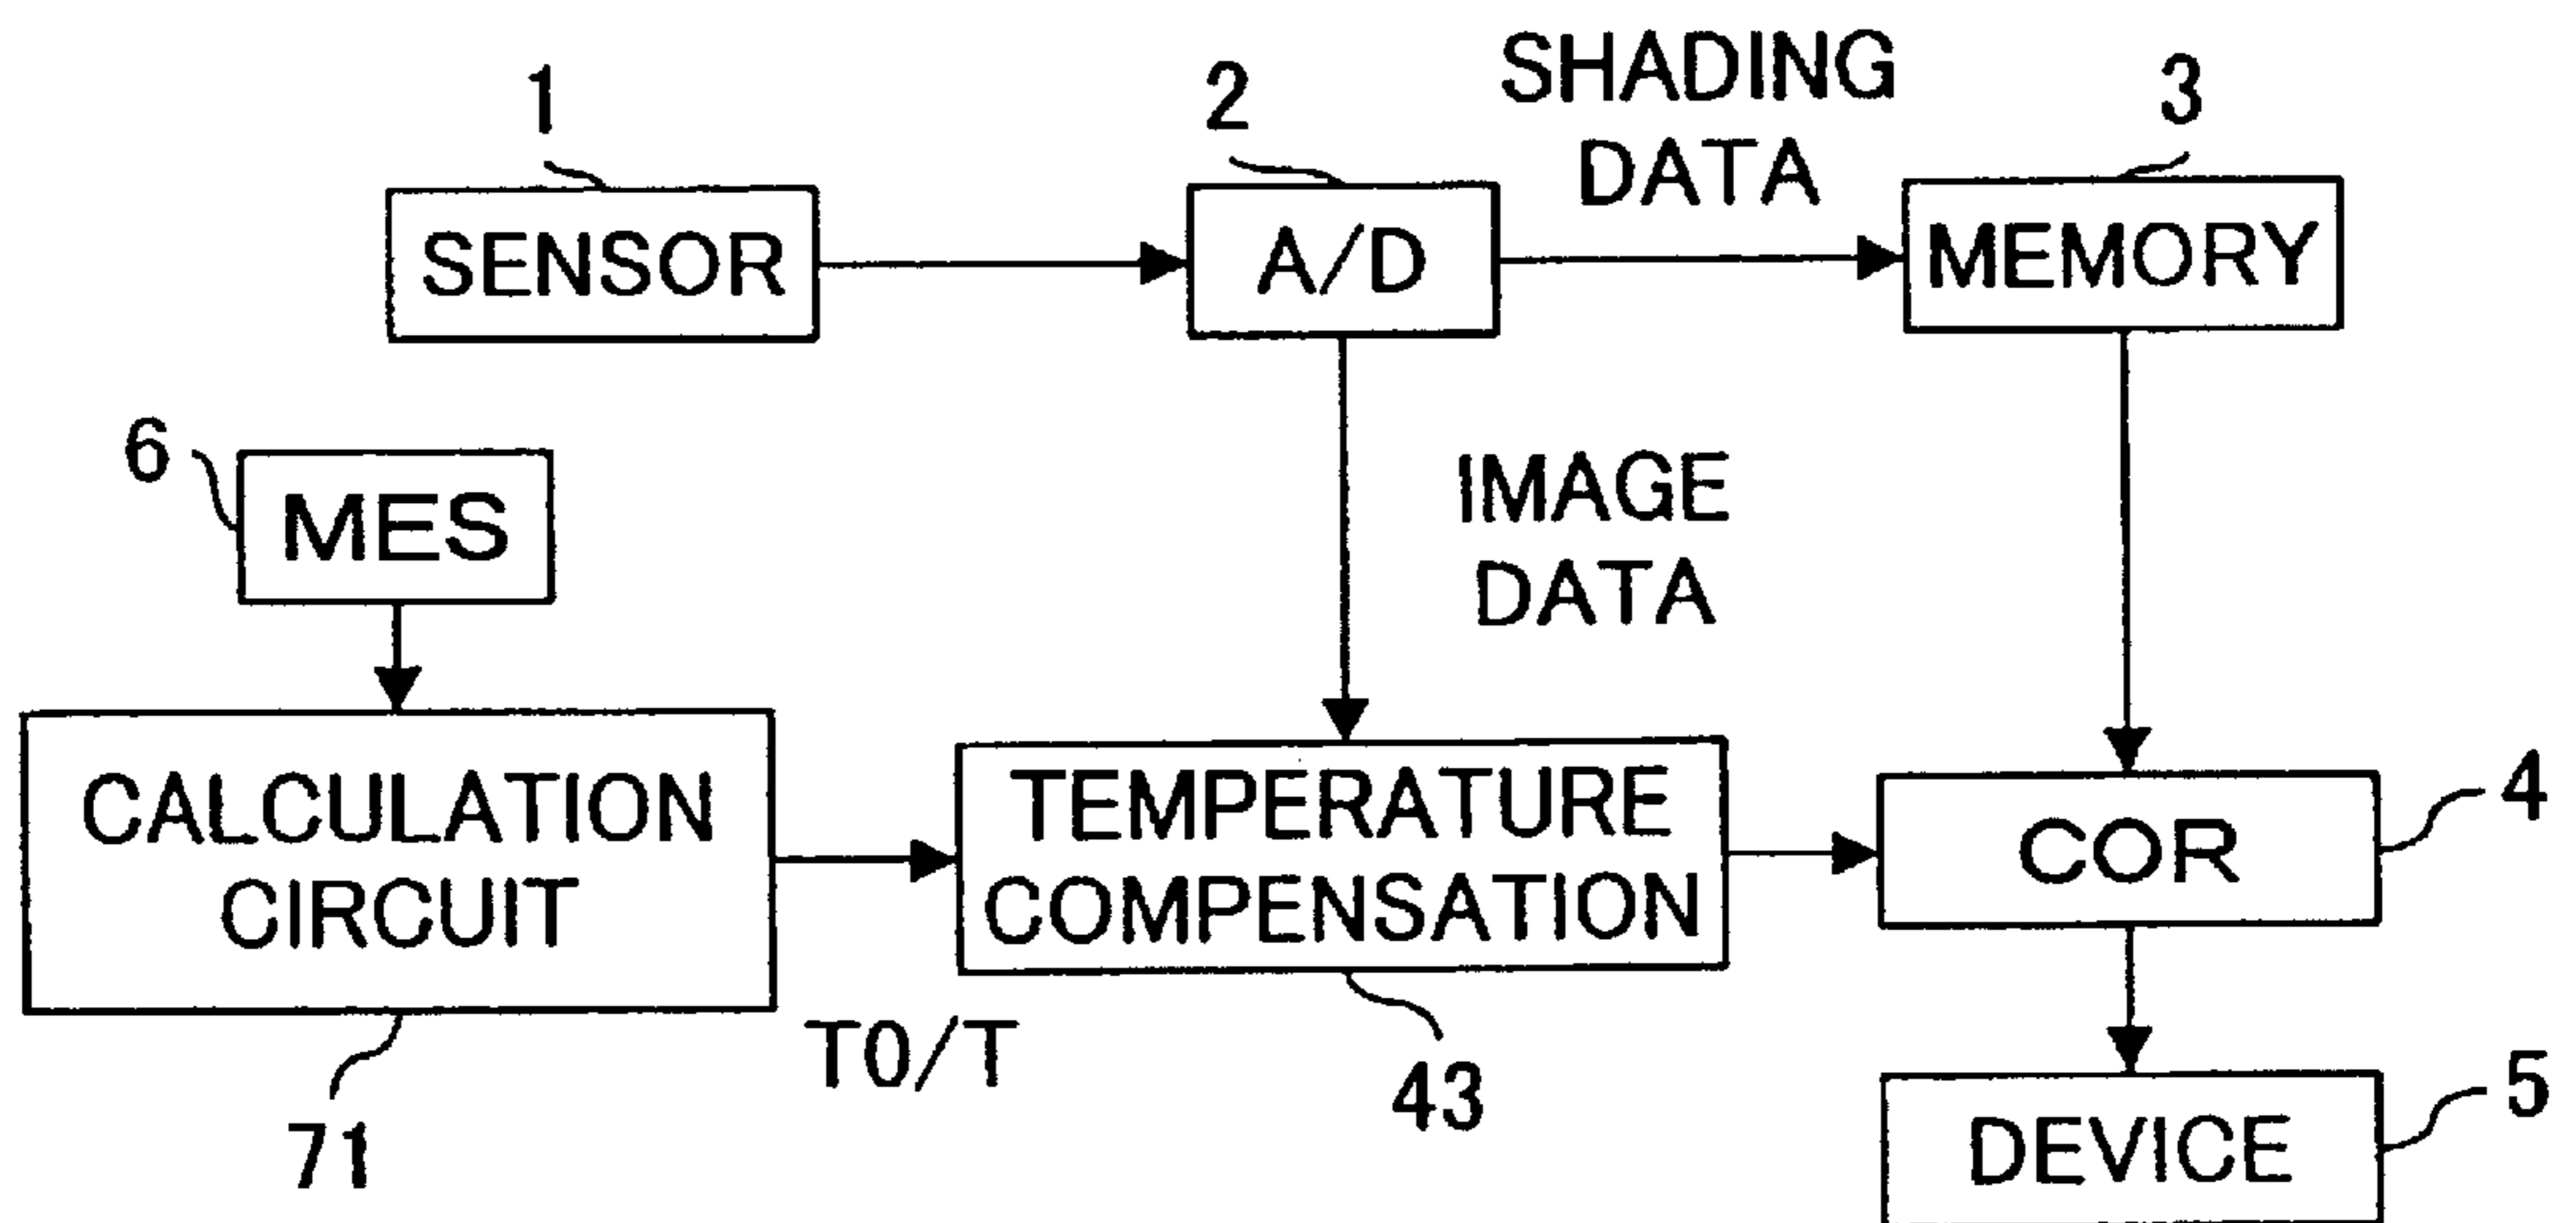 1
2
SHADING
DATA
3
SENSOR
A/D
MEMORY
6
MES
IMAGE
DATA
CALCULATION
CIRCUIT
TEMPERATURE
COMPENSATION
COR
4
T0/T
71
43
DEVICE
5